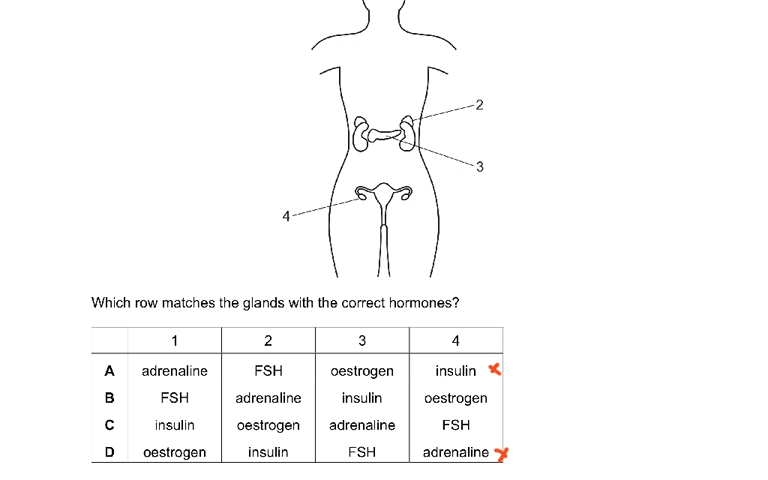 2
3
4
Which row matches the glands with the correct hormones?
1 2 3 4
A adrenaline FSH oestrogen insulin
B FSH adrenaline insulin oestrogen
C insulin oestrogen adrenaline FSH
D oestrogen insulin FSH adrenaline